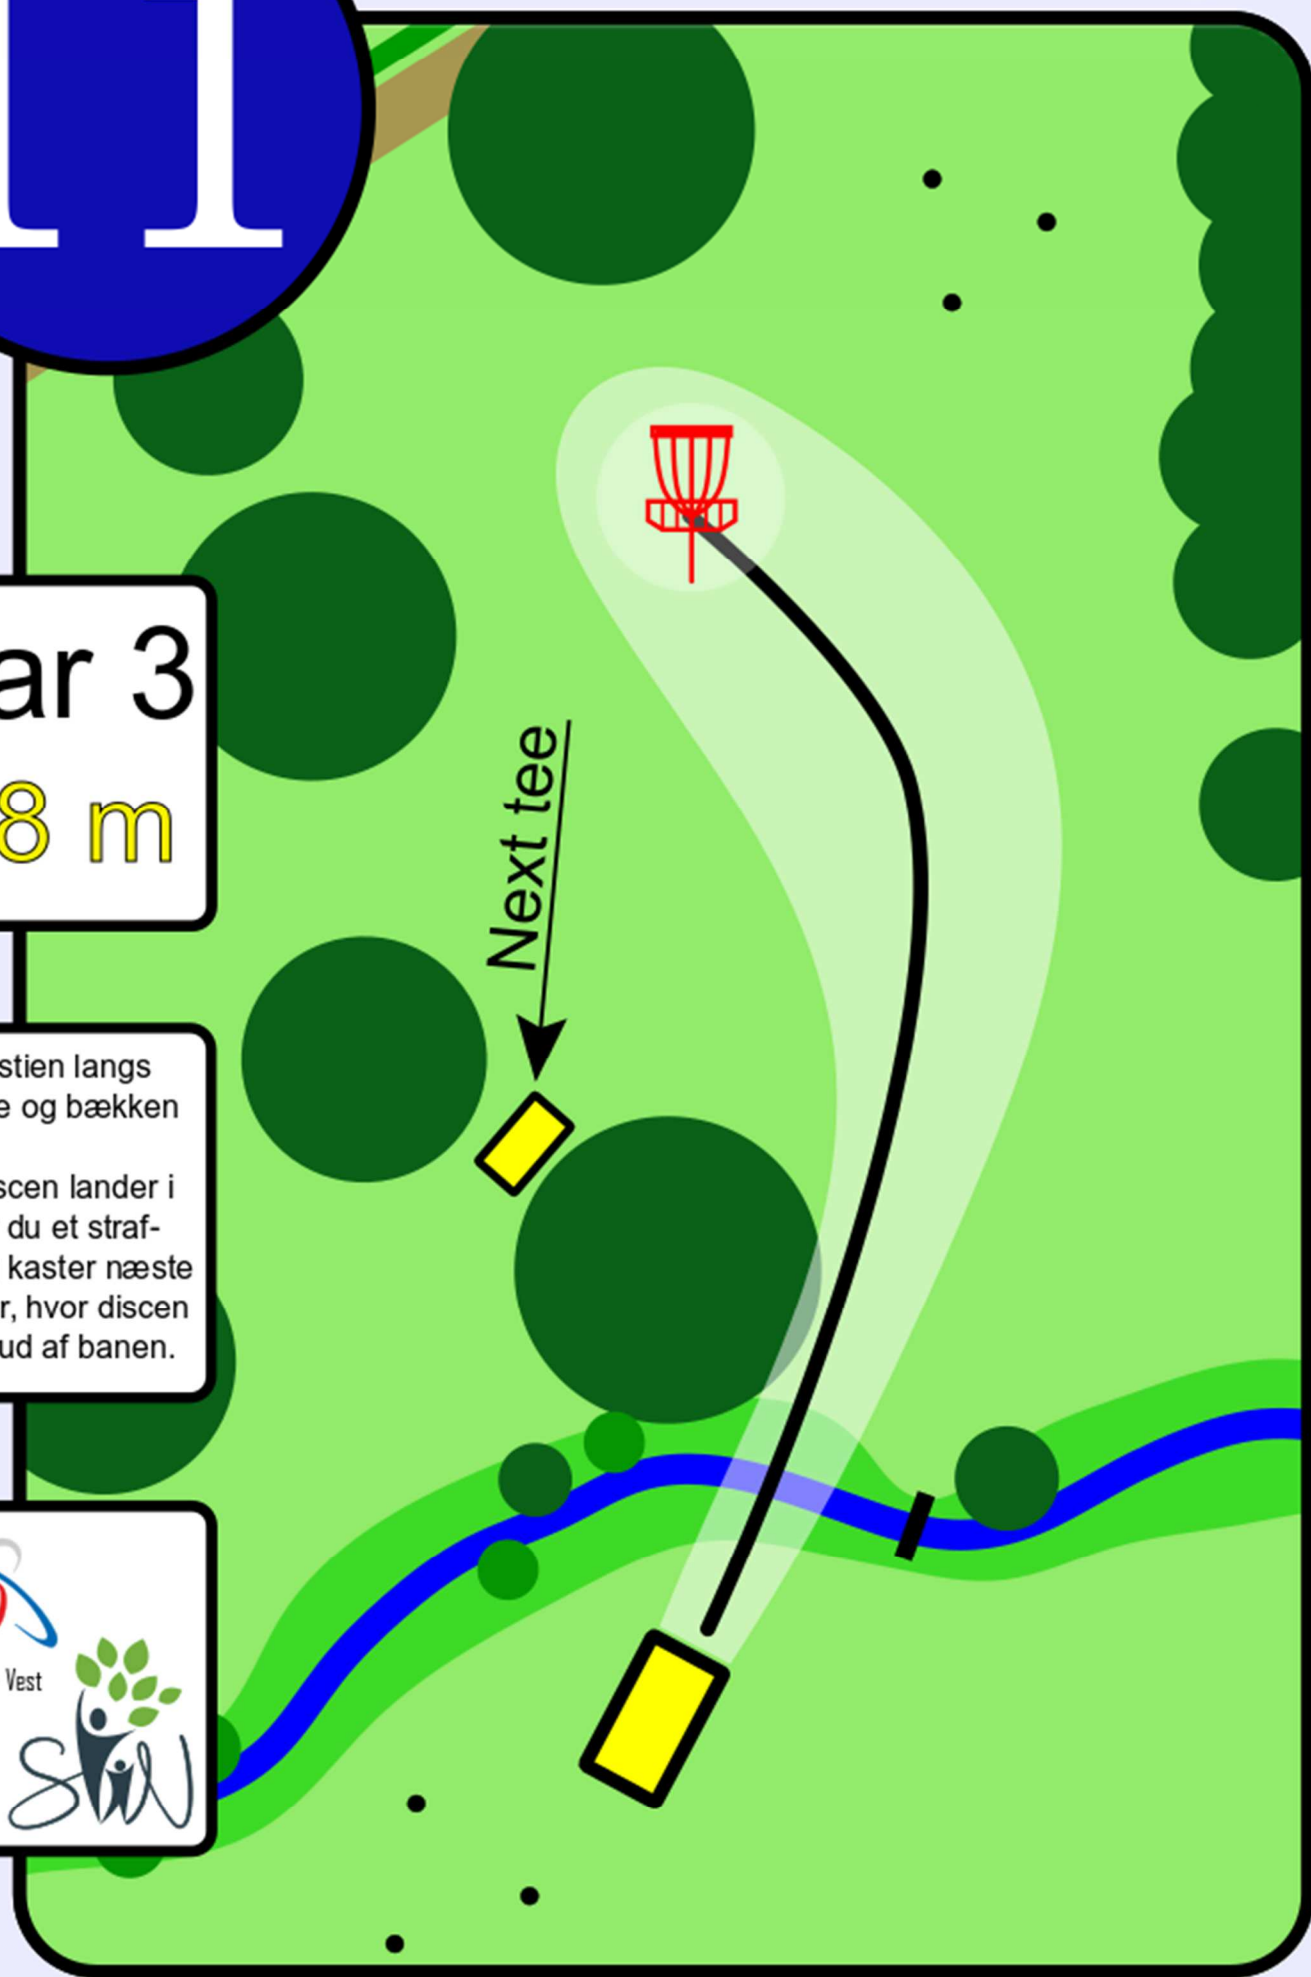 11
ar 3
8 m
Next tee
stien langs
e og bækken
scen lander i
du et straf-
kaster næste
r, hvor discen
ud af banen.
Vest
SvN